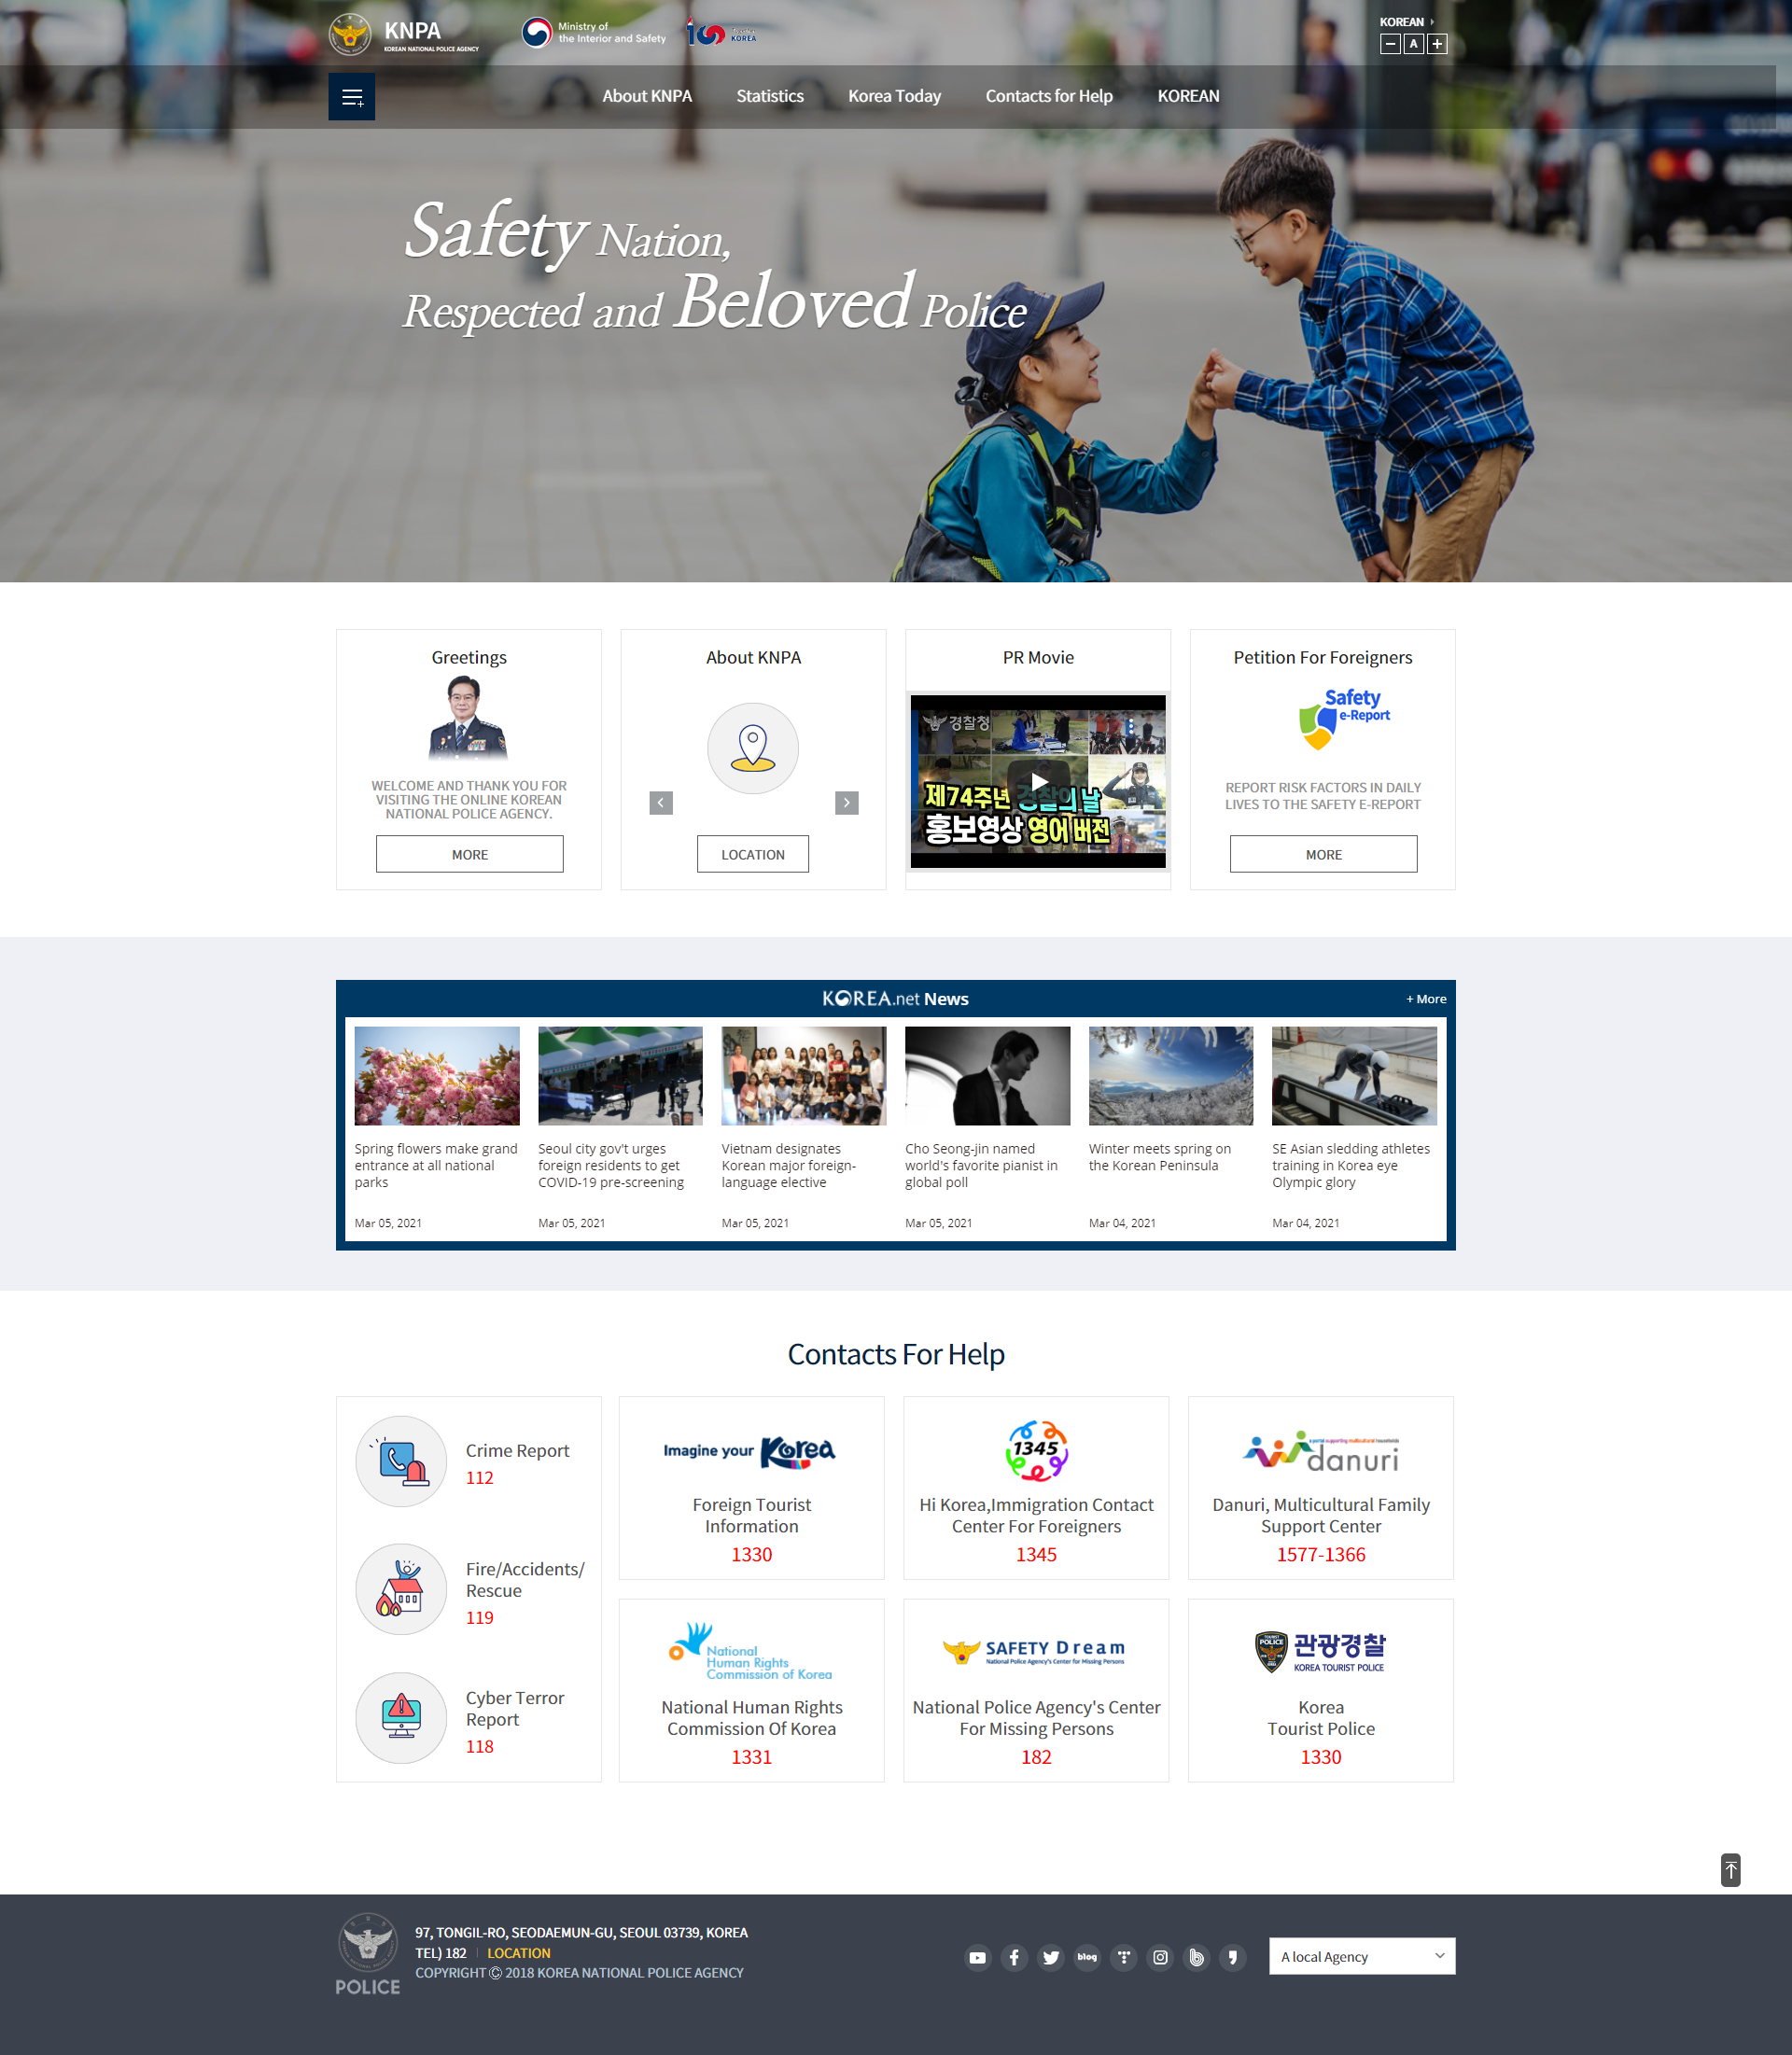 KNPA
KOREAN NATIONAL POLICE AGENCY
Ministry of
the Interior and Safety
KOREA
KOREAN
A
About KNPA
Statistics
Korea Today
Contacts for Help
KOREAN
Safety Nation,
Respected and Beloved Police
Greetings
WELCOME AND THANK YOU FOR
VISITING THE ONLINE KOREAN
NATIONAL POLICE AGENCY.
MORE
About KNPA
LOCATION
PR Movie
경찰청
제74주년 경찰의 날
홍보영상 영어 버전
Petition For Foreigners
Safety
e-Report
REPORT RISK FACTORS IN DAILY
LIVES TO THE SAFETY E-REPORT
MORE
KOREA.net News
+ More
Spring flowers make grand
entrance at all national
parks
Mar 05, 2021
Seoul city gov't urges
foreign residents to get
COVID-19 pre-screening
Mar 05, 2021
Vietnam designates
Korean major foreign-
language elective
Mar 05, 2021
Cho Seong-jin named
world's favorite pianist in
global poll
Mar 05, 2021
Winter meets spring on
the Korean Peninsula
Mar 04, 2021
SE Asian sledding athletes
training in Korea eye
Olympic glory
Mar 04, 2021
Contacts For Help
Crime Report
112
Fire/Accidents/
Rescue
119
Cyber Terror
Report
118
Imagine your Korea
Foreign Tourist
Information
1330
1345
Hi Korea,Immigration Contact
Center For Foreigners
1345
a portal supporting multicultural households
danuri
Danuri, Multicultural Family
Support Center
1577-1366
National
Human Rights
Commission of Korea
National Human Rights
Commission Of Korea
1331
SAFETY Dream
National Police Agency's Center for Missing Persons
National Police Agency's Center
For Missing Persons
182
TOURIST
POLICE
관광경찰
KOREA TOURIST POLICE
Korea
Tourist Police
1330
POLICE
97, TONGIL-RO, SEODAEMUN-GU, SEOUL 03739, KOREA
TEL) 182
LOCATION
COPYRIGHT © 2018 KOREA NATIONAL POLICE AGENCY
blog
A local Agency